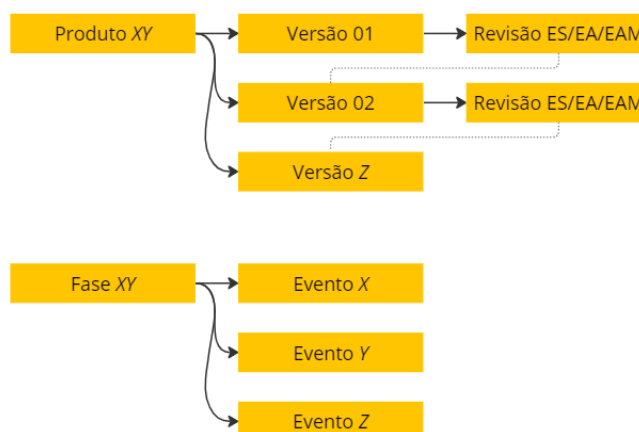 Produto XY
Versão 01
Revisão ES/EA/EAM
Versão 02
Revisão ES/EA/EAM
Versão Z
Fase XY
Evento X
Evento Y
Evento Z